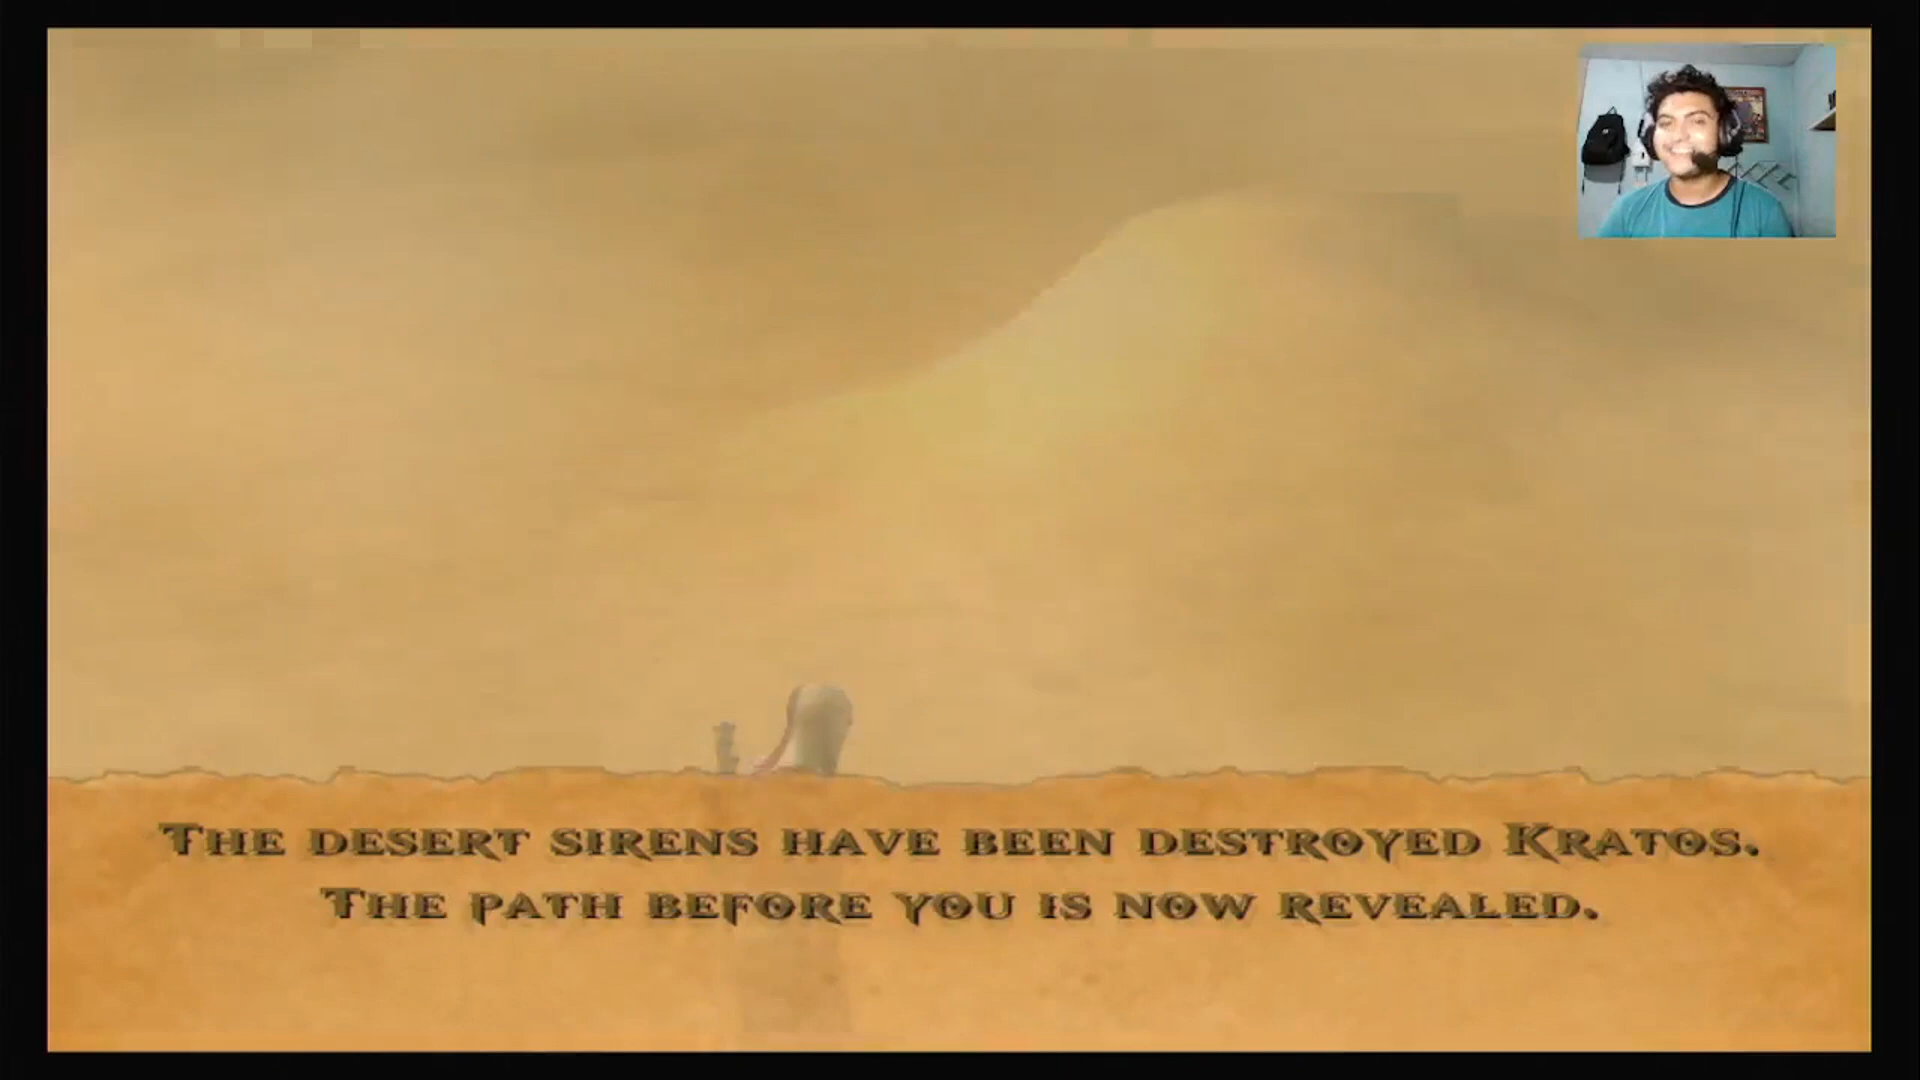 The desert sirens have been destroyed Kratos.
The path before you is now revealed.